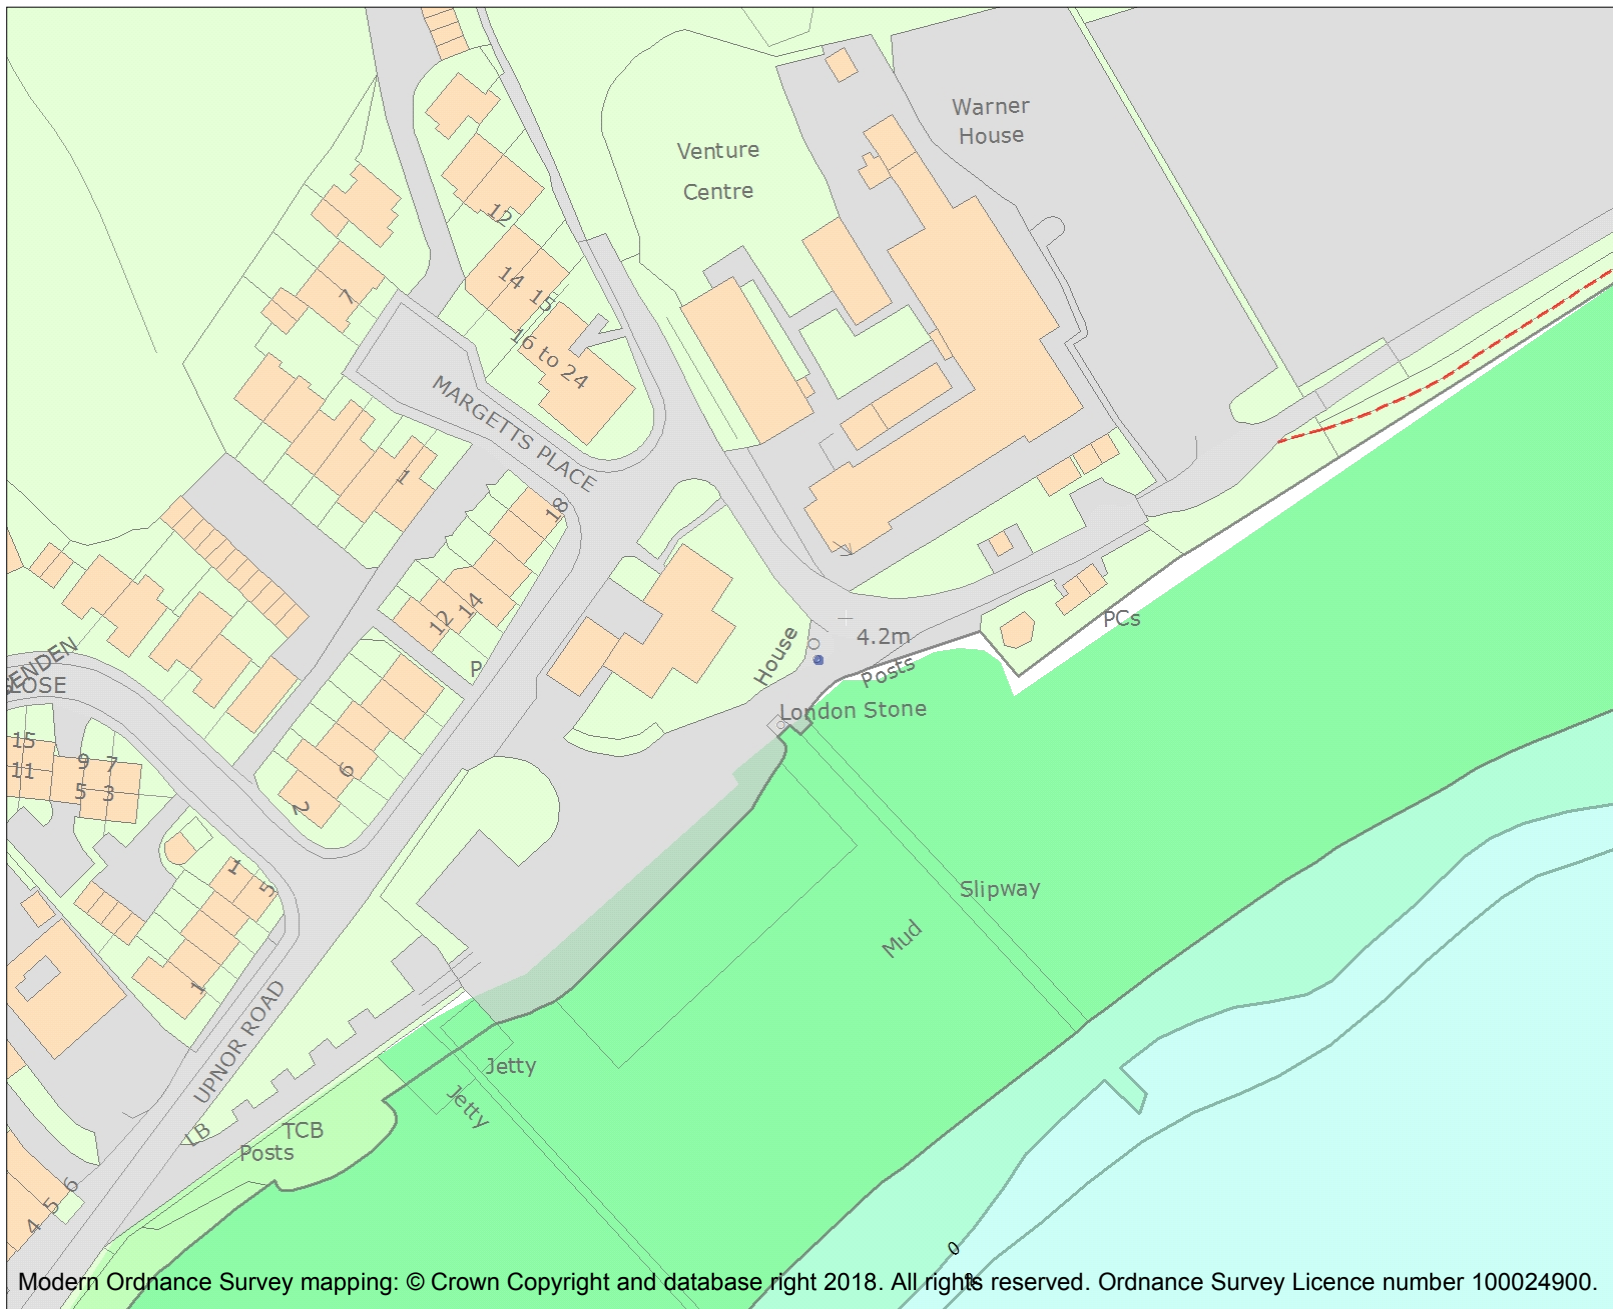 Warner
House
Venture
Centre
12
7
14
15
16 to 24
MARGETTS PLACE
1
18
12
14
House
4.2m
PCs
Posts
P
London Stone
LOSE
15
11
9
7
5
3
6
2
1
5
Slipway
Mud
1
UPNOR ROAD
Jetty
Jetty
LB
TCB
Posts
4
5
6
0
Modern Ordnance Survey mapping: © Crown Copyright and database right 2018. All rights reserved. Ordnance Survey Licence number 100024900.